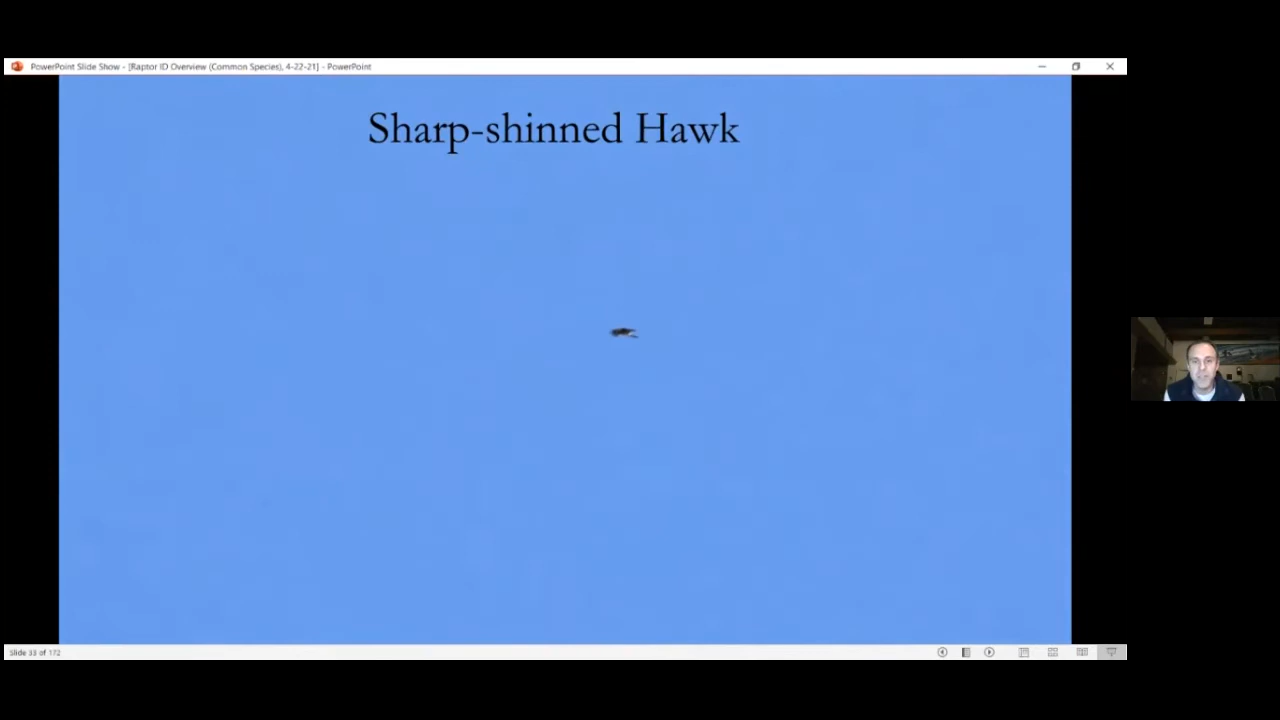 PowerPoint Slide Show - [Raptor ID Overview (Common Species), 4-22-21] - PowerPoint
Sharp-shinned Hawk
Slide 33 of 172